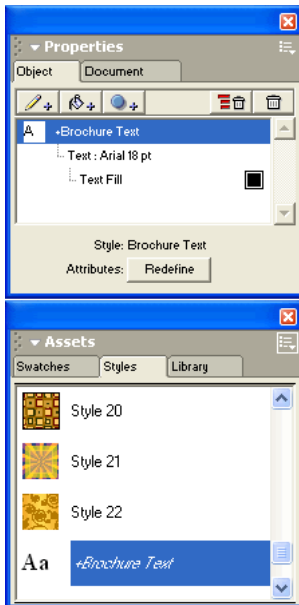 Properties
Object Document
A +Brochure Text
Text : Arial 18 pt
Text Fill
Style: Brochure Text
Attributes: Redefine
Assets
Swatches Styles Library
Style 20
Style 21
Style 22
Aa +Brochure Text